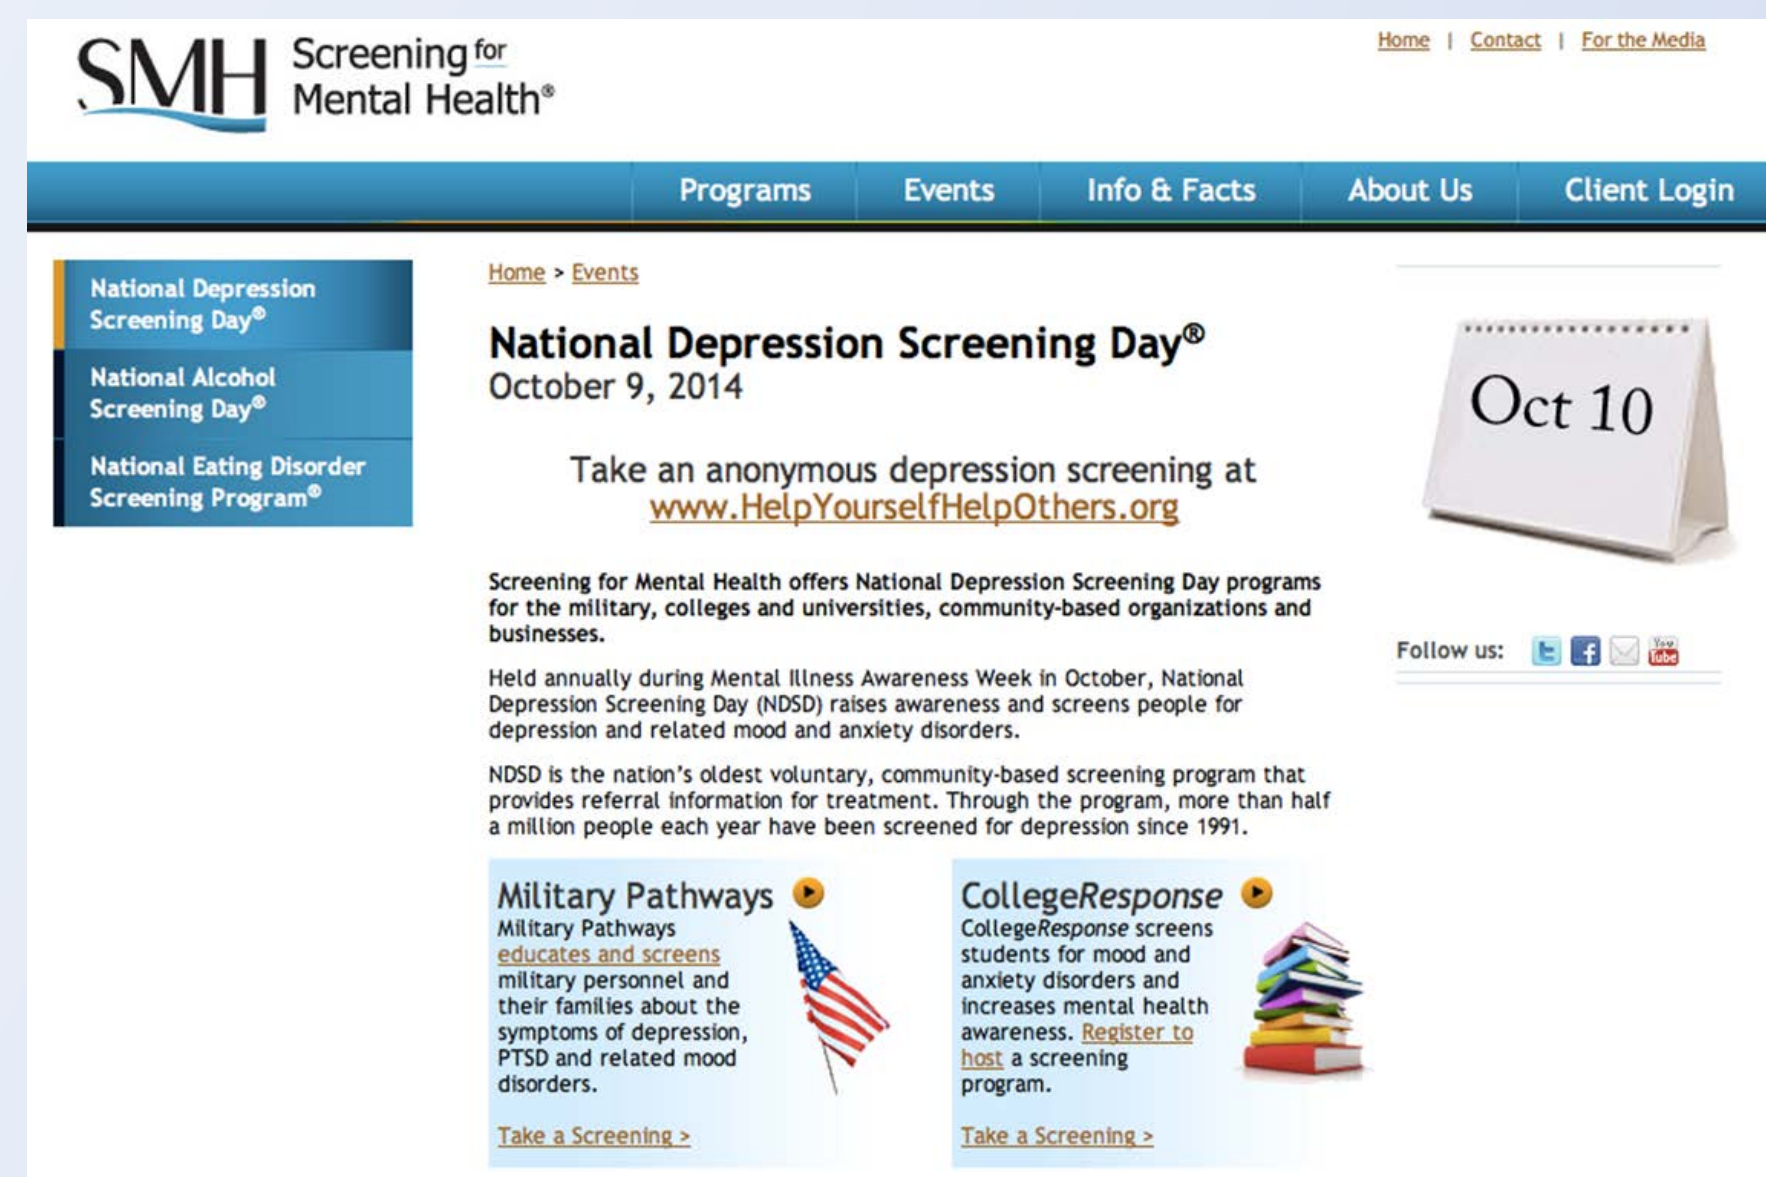 SMH Screening for
Mental Health®
Home | Contact | For the Media
Programs Events Info & Facts About Us Client Login
National Depression
Screening Day®
National Alcohol
Screening Day®
National Eating Disorder
Screening Program®
Home > Events
National Depression Screening Day®
October 9, 2014
Take an anonymous depression screening at
www.HelpYourselfHelpOthers.org
Screening for Mental Health offers National Depression Screening Day programs
for the military, colleges and universities, community-based organizations and
businesses.
Held annually during Mental Illness Awareness Week in October, National
Depression Screening Day (NDSD) raises awareness and screens people for
depression and related mood and anxiety disorders.
NDSD is the nation's oldest voluntary, community-based screening program that
provides referral information for treatment. Through the program, more than half
a million people each year have been screened for depression since 1991.
Military Pathways
Military Pathways
educates and screens
military personnel and
their families about the
symptoms of depression,
PTSD and related mood
disorders.
Take a Screening >
CollegeResponse
CollegeResponse screens
students for mood and
anxiety disorders and
increases mental health
awareness. Register to
host a screening
program.
Take a Screening >
Oct 10
Follow us: t f You
Tube